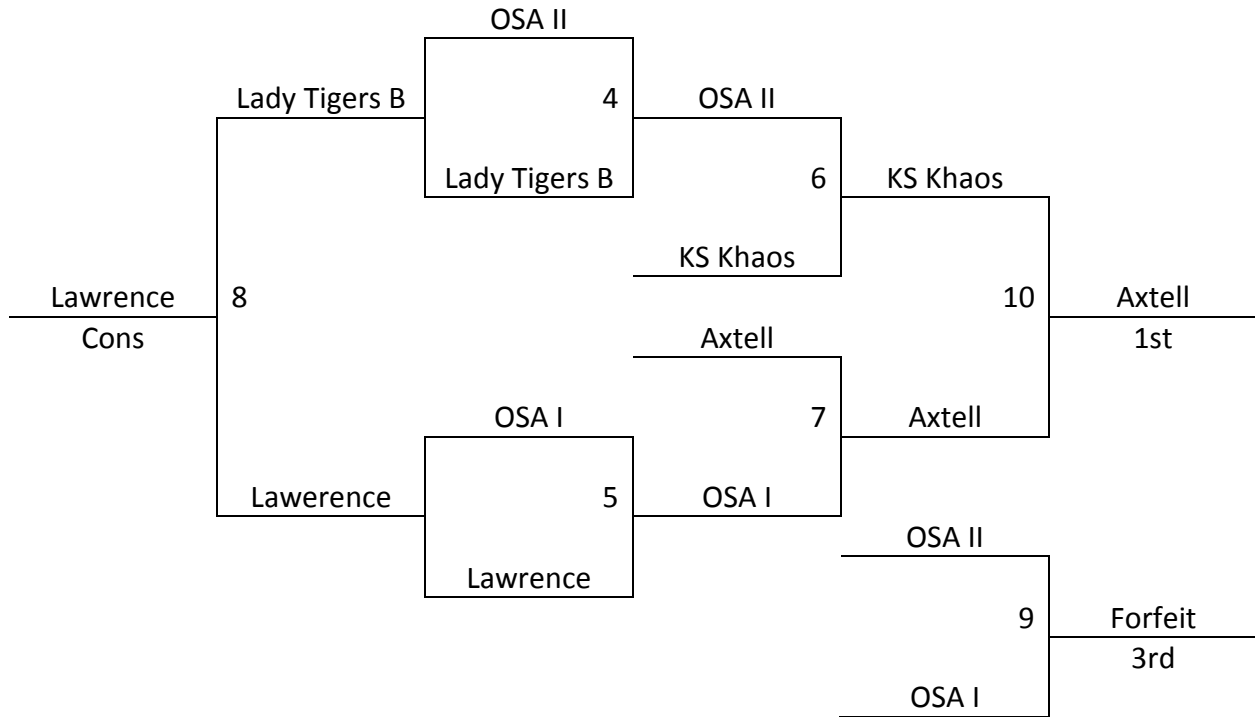 OSA II
Lady Tigers B 4 OSA II
Lady Tigers B 6 KS Khaos
KS Khaos
Lawrence 8 10 Axtell
Cons Axtell 1st
OSA I 7 Axtell
Lawerence 5 OSA I
OSA II
Lawrence
9 Forfeit
3rd
OSA I